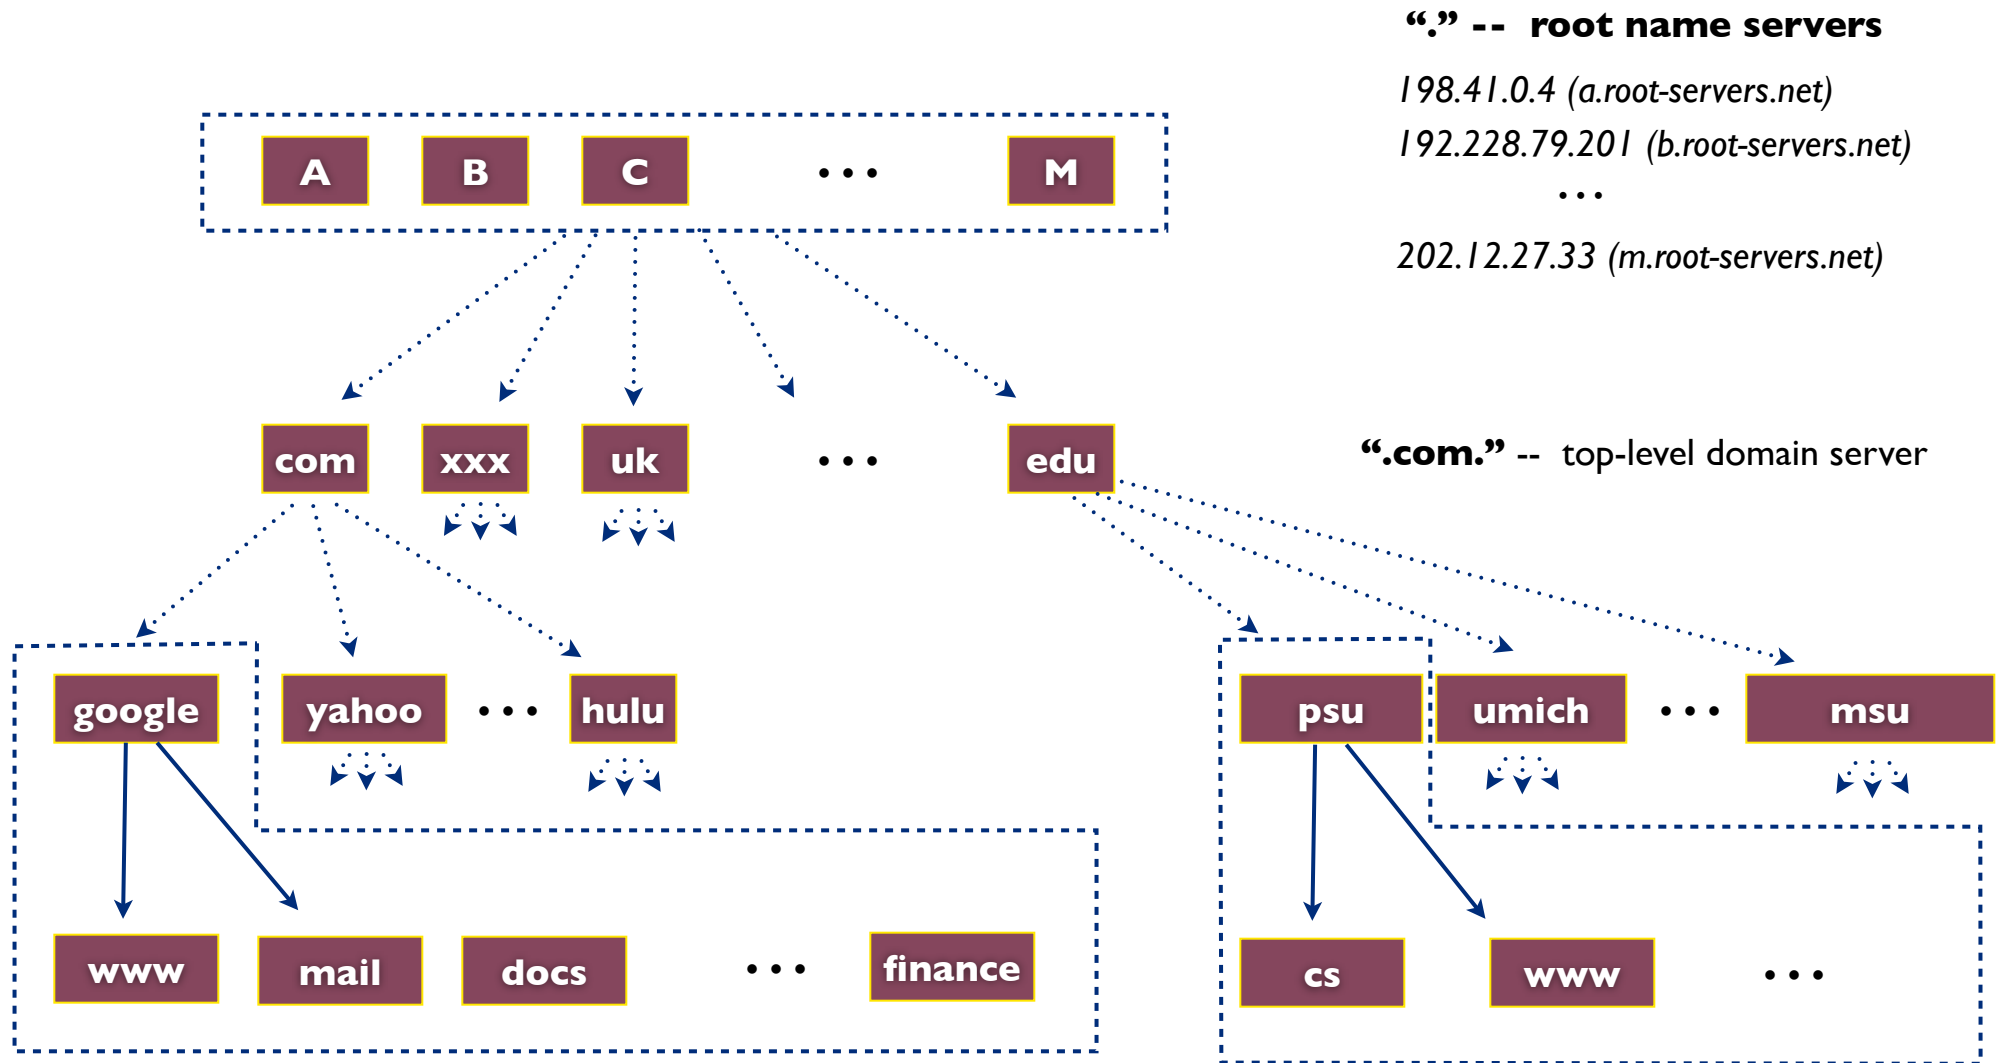 “.” -- root name servers
198.41.0.4 (a.root-servers.net)
192.228.79.201 (b.root-servers.net)
...
202.12.27.33 (m.root-servers.net)
A B C ... M
com xxx uk ... edu
“.com.” -- top-level domain server
google yahoo ... hulu psu umich ... msu
www mail docs ... finance cs www ...